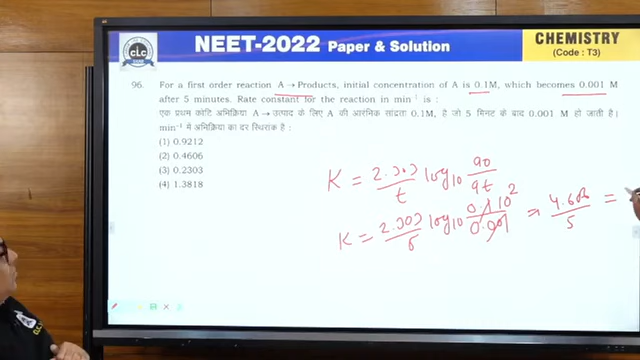 CLC
NEET-2022 Paper & Solution
CHEMISTRY
(Code : T3)
96. For a first order reaction A → Products, initial concentration of A is 0.1M, which becomes 0.001 M
after 5 minutes. Rate constant for the reaction in min⁻¹ is :
एक प्रथम कोटि अभिक्रिया A → उत्पाद के लिए A की आरंभिक सांद्रता 0.1M, है जो 5 मिनट के बाद 0.001 M हो जाती है।
min⁻¹ में अभिक्रिया का दर स्थिरांक है :
(1) 0.9212
(2) 0.4606
(3) 0.2303
(4) 1.3818
K = 2.303/t log10 a0/at
K = 2.303/5 log10 0.1/0.001 10² ⇒ 4.606/5 =